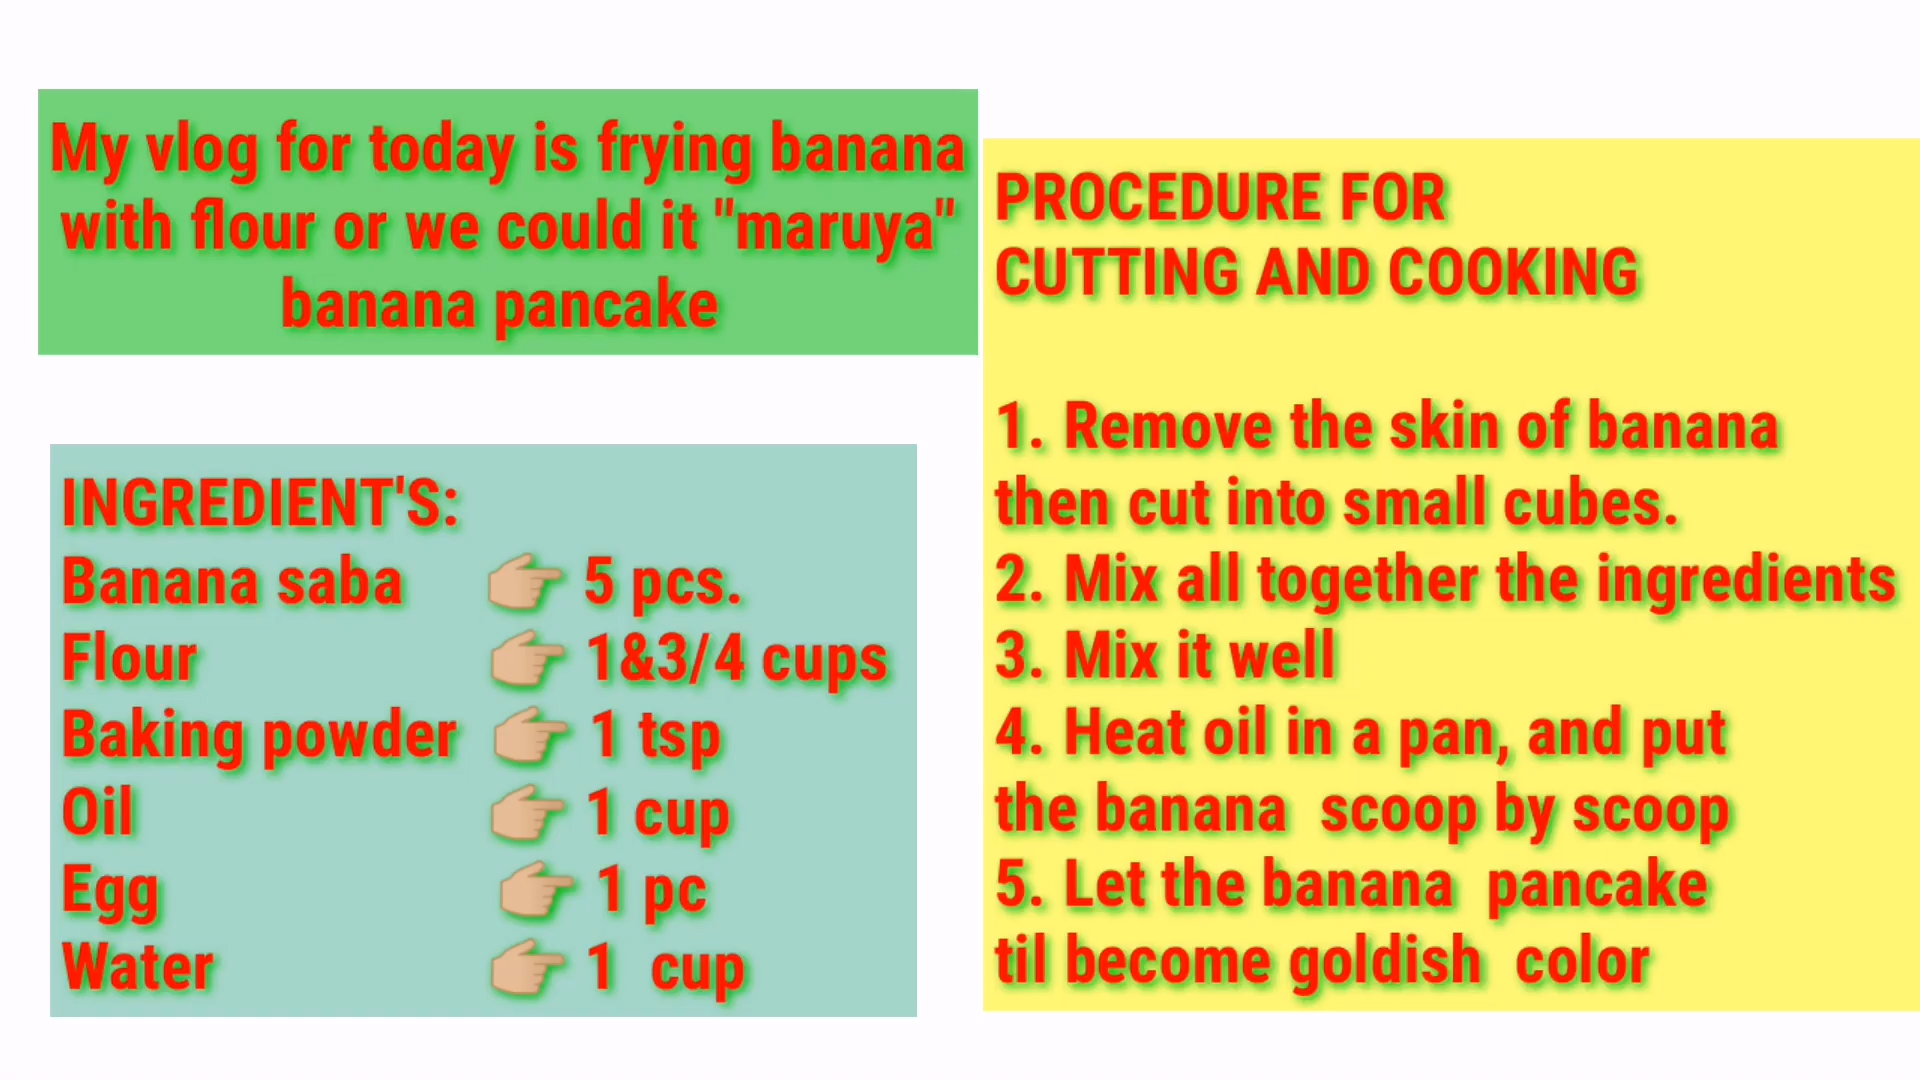 My vlog for today is frying banana
with flour or we could it "maruya"
banana pancake
INGREDIENT'S:
Banana saba 👉🏼 5 pcs.
Flour 👉🏼 1&3/4 cups
Baking powder 👉🏼 1 tsp
Oil 👉🏼 1 cup
Egg 👉🏼 1 pc
Water 👉🏼 1 cup
PROCEDURE FOR
CUTTING AND COOKING
1. Remove the skin of banana
then cut into small cubes.
2. Mix all together the ingredients
3. Mix it well
4. Heat oil in a pan, and put
the banana scoop by scoop
5. Let the banana pancake
til become goldish color